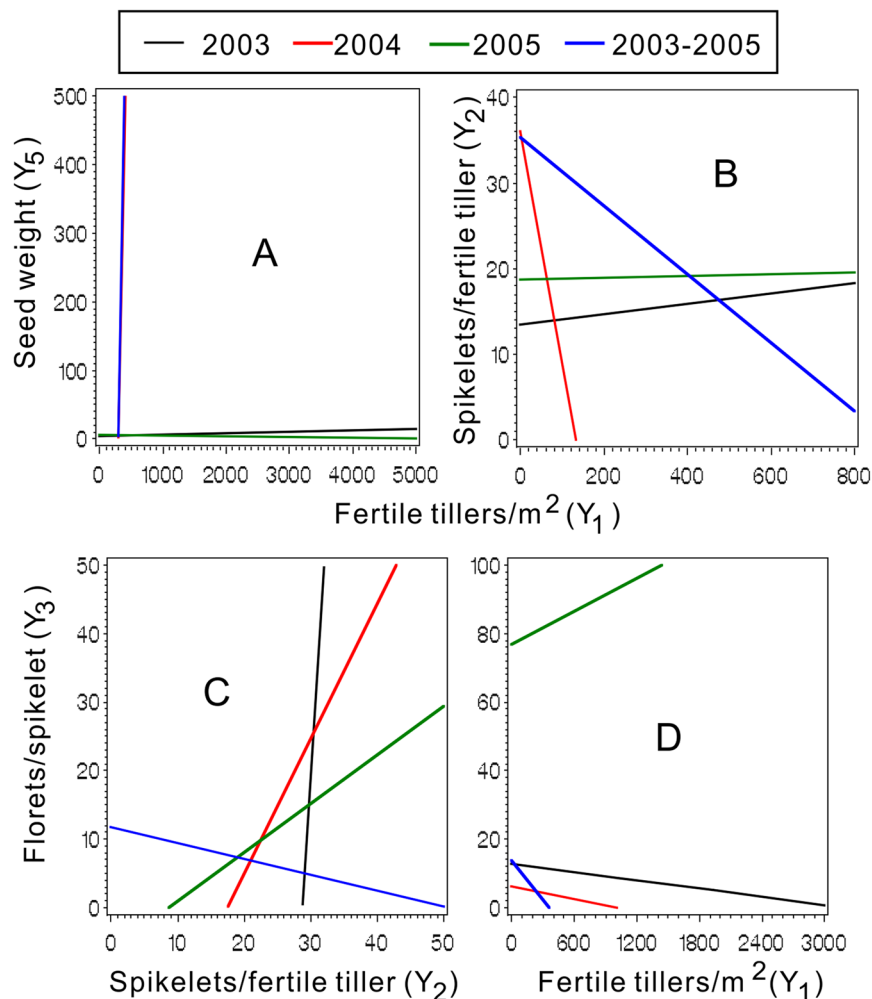 2003 2004 2005 2003-2005
Seed weight (Y5)
500
400
300
200
100
0
A
0 1000 2000 3000 4000 5000
Spikelets/fertile tiller (Y2)
40
30
20
10
0
B
0 200 400 600 800
Fertile tillers/m2 (Y1)
Florets/spikelet (Y3)
50
40
30
20
10
0
C
0 10 20 30 40 50
Spikelets/fertile tiller (Y2)
100
80
60
40
20
0
D
0 600 1200 1800 2400 3000
Fertile tillers/m2(Y1)